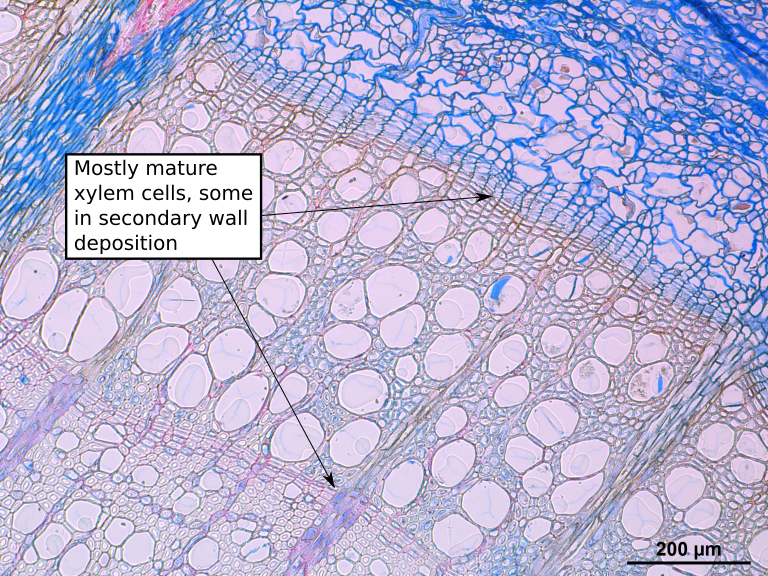 Mostly mature
xylem cells, some
in secondary wall
deposition
200 µm